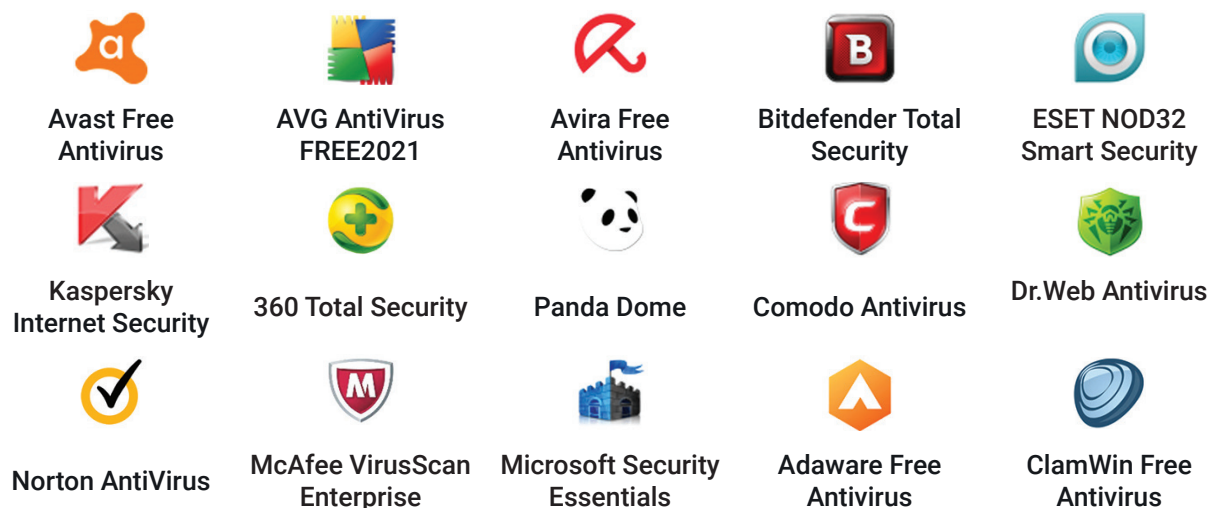 a
B
Avast Free
Antivirus
AVG AntiVirus
FREE2021
Avira Free
Antivirus
Bitdefender Total
Security
ESET NOD32
Smart Security
K
C
Kaspersky
Internet Security
360 Total Security
Panda Dome
Comodo Antivirus
Dr.Web Antivirus
M
Norton AntiVirus
McAfee VirusScan
Enterprise
Microsoft Security
Essentials
Adaware Free
Antivirus
ClamWin Free
Antivirus